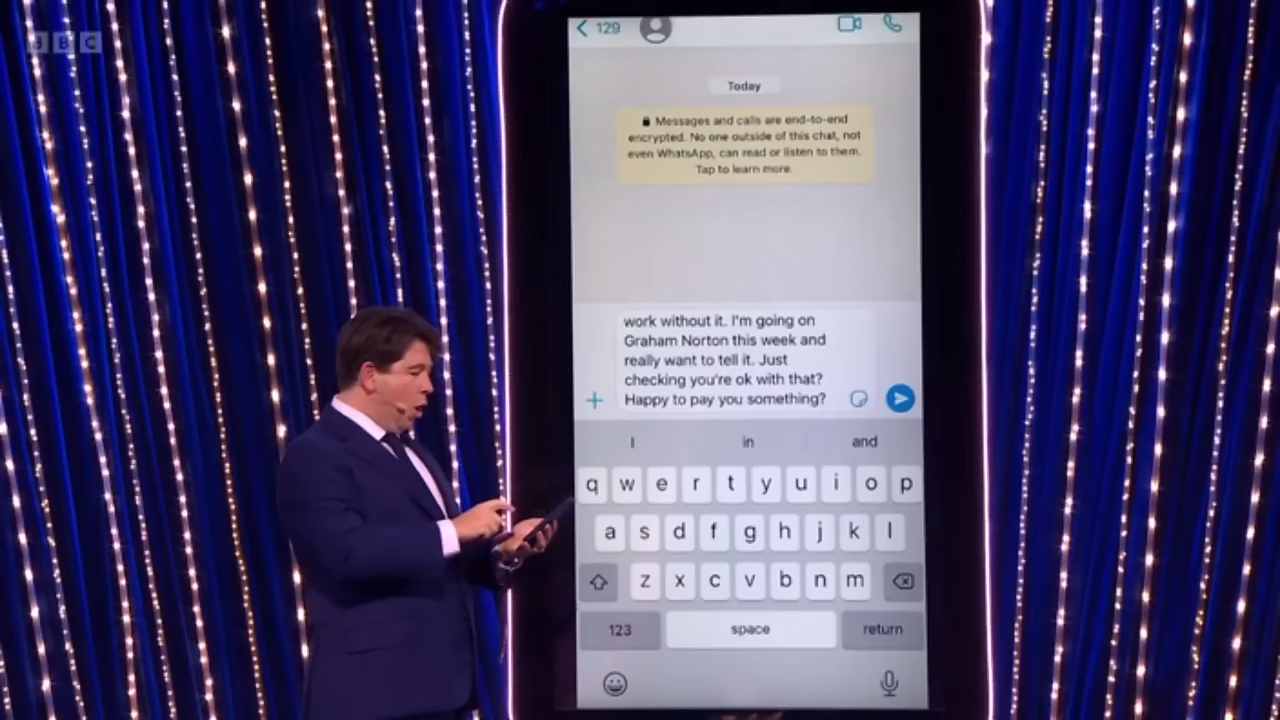 BBC
129
Today
Messages and calls are end-to-end
encrypted. No one outside of this chat, not
even WhatsApp, can read or listen to them.
Tap to learn more.
work without it. I'm going on
Graham Norton this week and
really want to tell it. Just
checking you're ok with that?
Happy to pay you something?
I in and
q w e r t y u i o p
a s d f g h j k l
z x c v b n m
123 space return